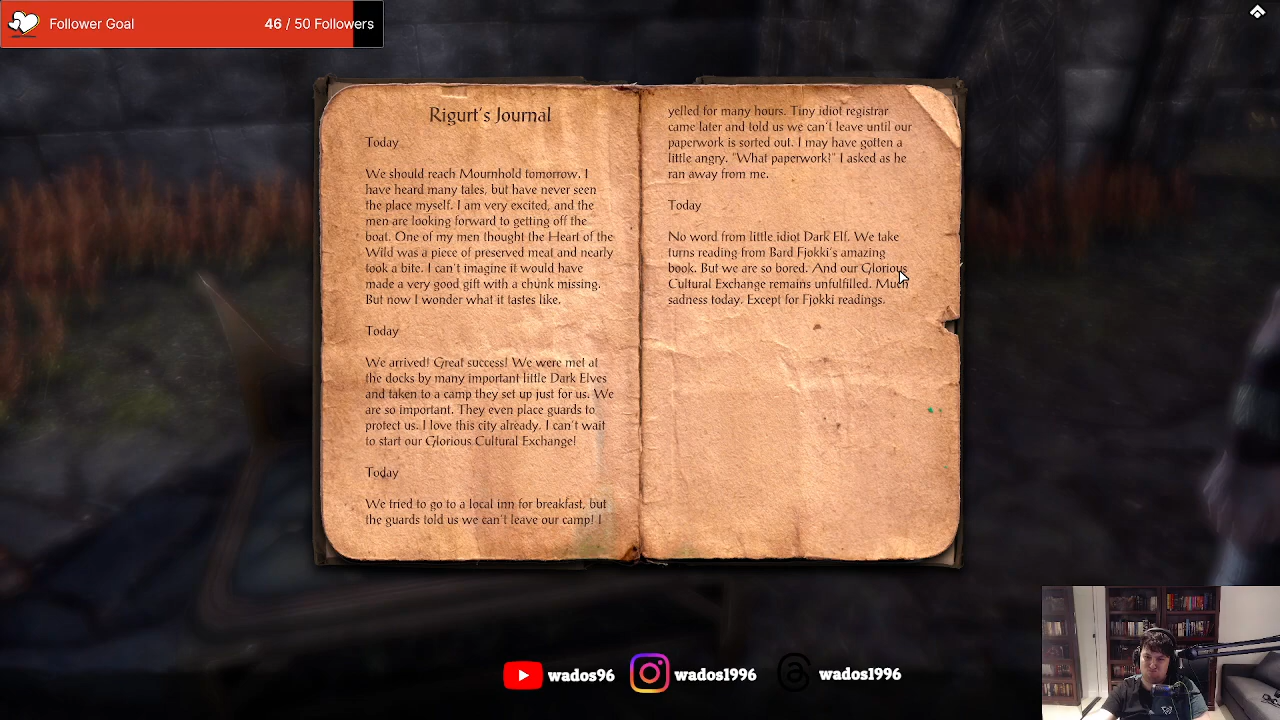 Follower Goal
46 / 50 Followers
Rigurt's Journal
Today
We should reach Mournhold tomorrow. I
have heard many tales, but have never seen
the place myself. I am very excited, and the
men are looking forward to getting off the
boat. One of my men thought the Heart of the
Wild was a piece of preserved meat and nearly
took a bite. I can't imagine it would have
made a very good gift with a chunk missing.
But now I wonder what it tastes like.
Today
We arrived! Great success! We were met at
the docks by many important little Dark Elves
and taken to a camp they set up just for us. We
are so important. They even place guards to
protect us. I love this city already. I can't wait
to start our Glorious Cultural Exchange!
Today
We tried to go to a local inn for breakfast, but
the guards told us we can't leave our camp! I
yelled for many hours. Tiny idiot registrar
came later and told us we can't leave until our
paperwork is sorted out. I may have gotten a
little angry. "What paperwork?" I asked as he
ran away from me.
Today
No word from little idiot Dark Elf. We take
turns reading from Bard Fjokki's amazing
book. But we are so bored. And our Glorious
Cultural Exchange remains unfulfilled. Much
sadness today. Except for Fjokki readings.
wados96
wados1996
wados1996